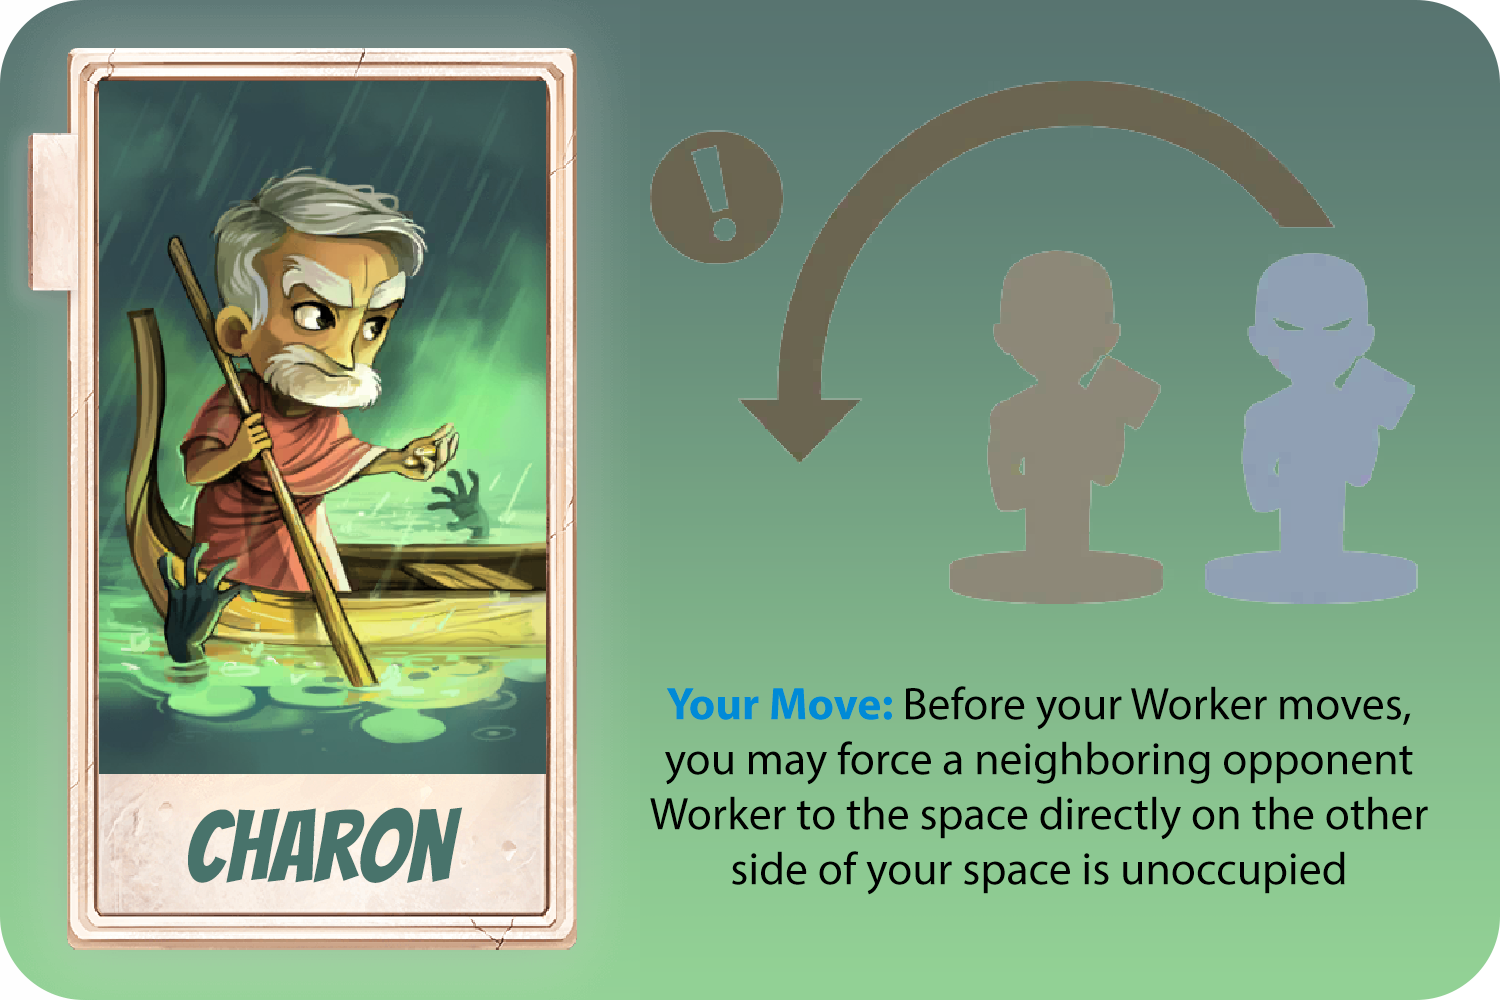 CHARON
Your Move: Before your Worker moves,
you may force a neighboring opponent
Worker to the space directly on the other
side of your space is unoccupied